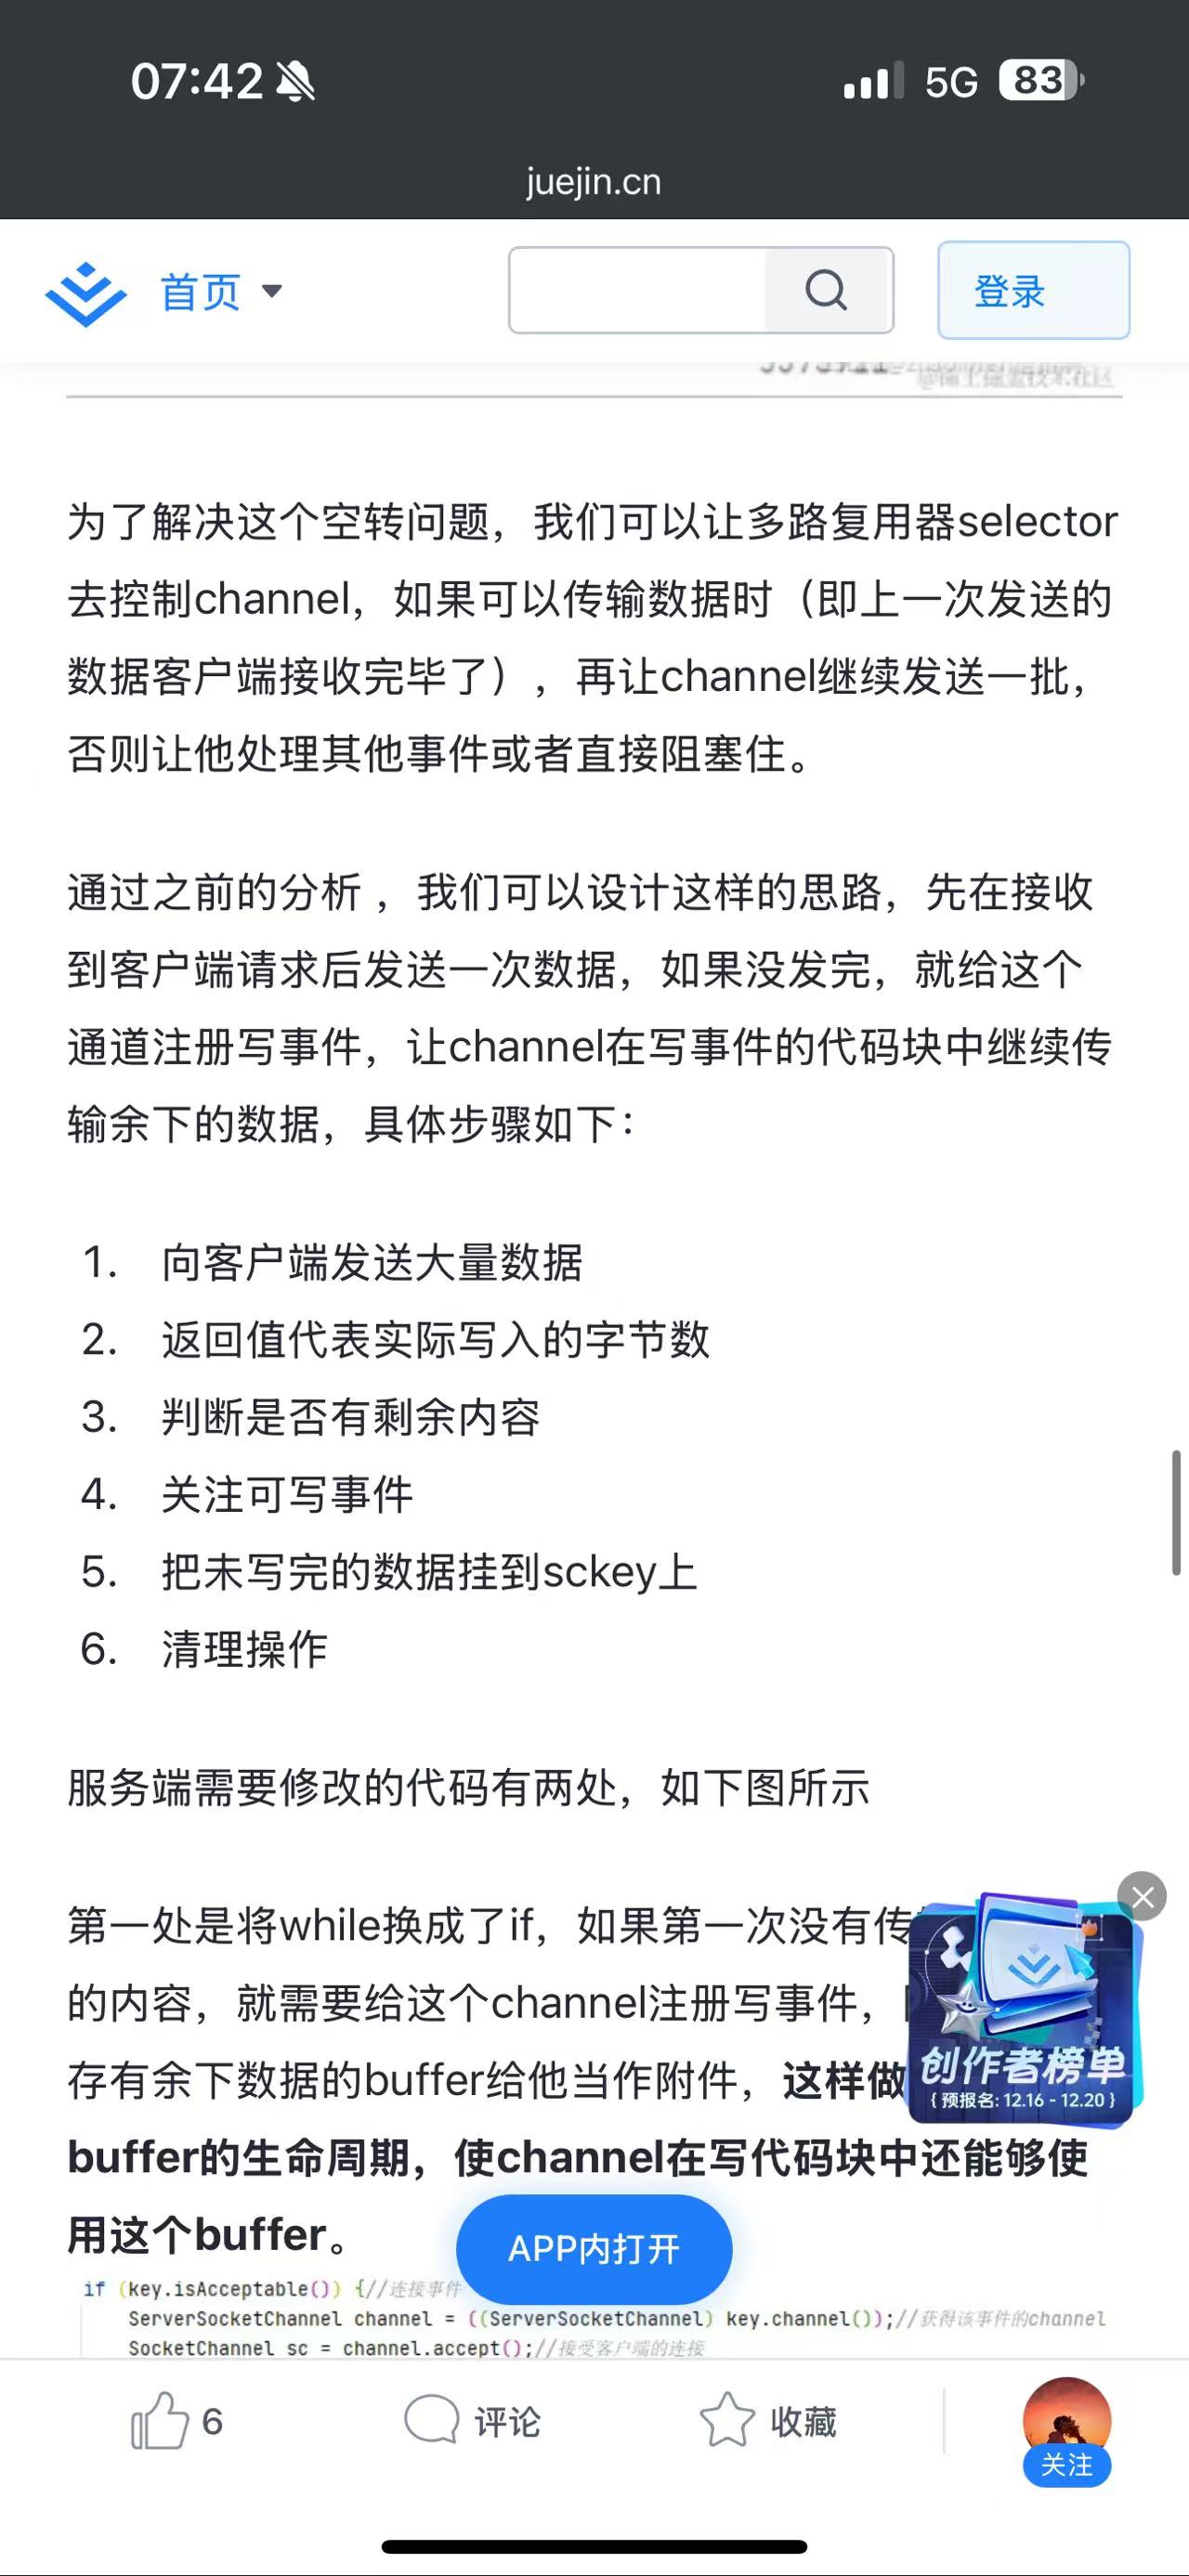 07:42
5G 83
juejin.cn
首页
登录
@稀土掘金技术社区
为了解决这个空转问题，我们可以让多路复用器selector
去控制channel，如果可以传输数据时（即上一次发送的
数据客户端接收完毕了），再让channel继续发送一批，
否则让他处理其他事件或者直接阻塞住。
通过之前的分析 ，我们可以设计这样的思路，先在接收
到客户端请求后发送一次数据，如果没发完，就给这个
通道注册写事件，让channel在写事件的代码块中继续传
输余下的数据，具体步骤如下：
1. 向客户端发送大量数据
2. 返回值代表实际写入的字节数
3. 判断是否有剩余内容
4. 关注可写事件
5. 把未写完的数据挂到sckey上
6. 清理操作
服务端需要修改的代码有两处，如下图所示
第一处是将while换成了if，如果第一次没有传
的内容，就需要给这个channel注册写事件，
存有余下数据的buffer给他当作附件，这样做
buffer的生命周期，使channel在写代码块中还能够使
用这个buffer。
创作者榜单
{ 预报名: 12.16 - 12.20 }
APP内打开
if (key.isAcceptable()) {//连接事件
ServerSocketChannel channel = ((ServerSocketChannel) key.channel());//获得该事件的channel
SocketChannel sc = channel.accept();//接受客户端的连接
6
评论
收藏
关注